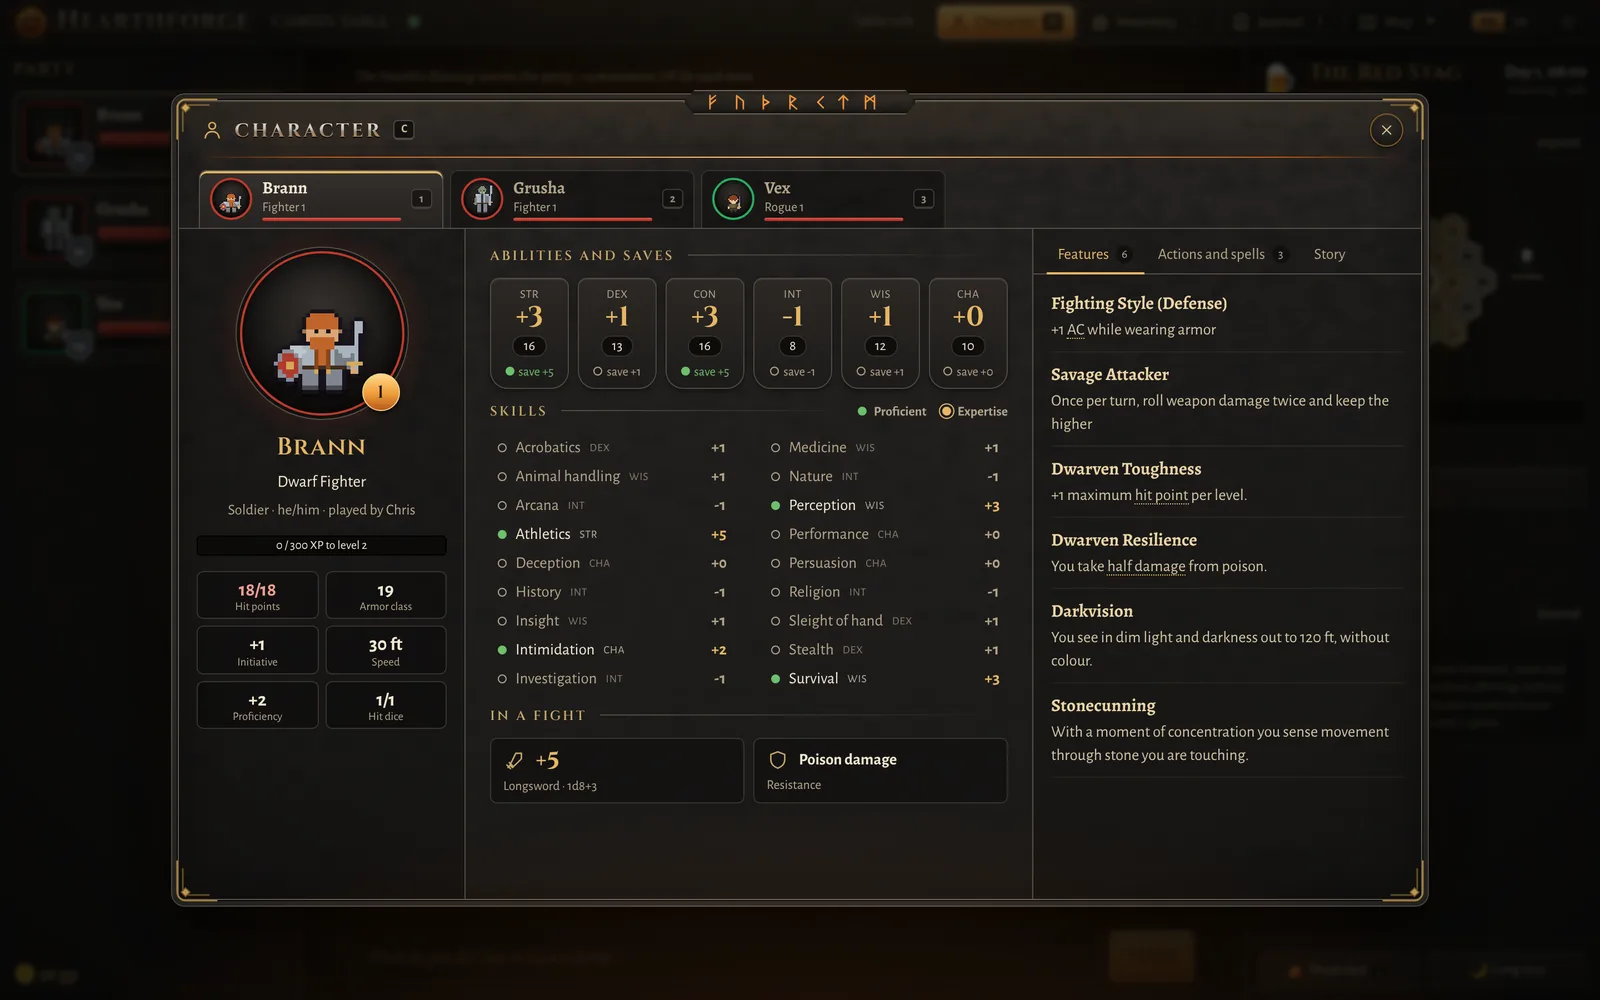 HEARTHFORGE
PARTY
THE RED STAG
ᚠ ᚢ ᚦ ᚱ ᚲ ᛏ ᛗ
CHARACTER C
Brann
Fighter 1
1
Grusha
Fighter 1
2
Vex
Rogue 1
3
1
BRANN
Dwarf Fighter
Soldier · he/him · played by Chris
0 / 300 XP to level 2
18/18
Hit points
19
Armor class
+1
Initiative
30 ft
Speed
+2
Proficiency
1/1
Hit dice
ABILITIES AND SAVES
STR
+3
16
save +5
DEX
+1
13
save +1
CON
+3
16
save +5
INT
-1
8
save -1
WIS
+1
12
save +1
CHA
+0
10
save +0
SKILLS
Proficient Expertise
Acrobatics DEX +1
Animal handling WIS +1
Arcana INT -1
Athletics STR +5
Deception CHA +0
History INT -1
Insight WIS +1
Intimidation CHA +2
Investigation INT -1
Medicine WIS +1
Nature INT -1
Perception WIS +3
Performance CHA +0
Persuasion CHA +0
Religion INT -1
Sleight of hand DEX +1
Stealth DEX +1
Survival WIS +3
IN A FIGHT
+5
Longsword · 1d8+3
Poison damage
Resistance
Features 6 Actions and spells 3 Story
Fighting Style (Defense)
+1 AC while wearing armor
Savage Attacker
Once per turn, roll weapon damage twice and keep the
higher
Dwarven Toughness
+1 maximum hit point per level.
Dwarven Resilience
You take half damage from poison.
Darkvision
You see in dim light and darkness out to 120 ft, without
colour.
Stonecunning
With a moment of concentration you sense movement
through stone you are touching.